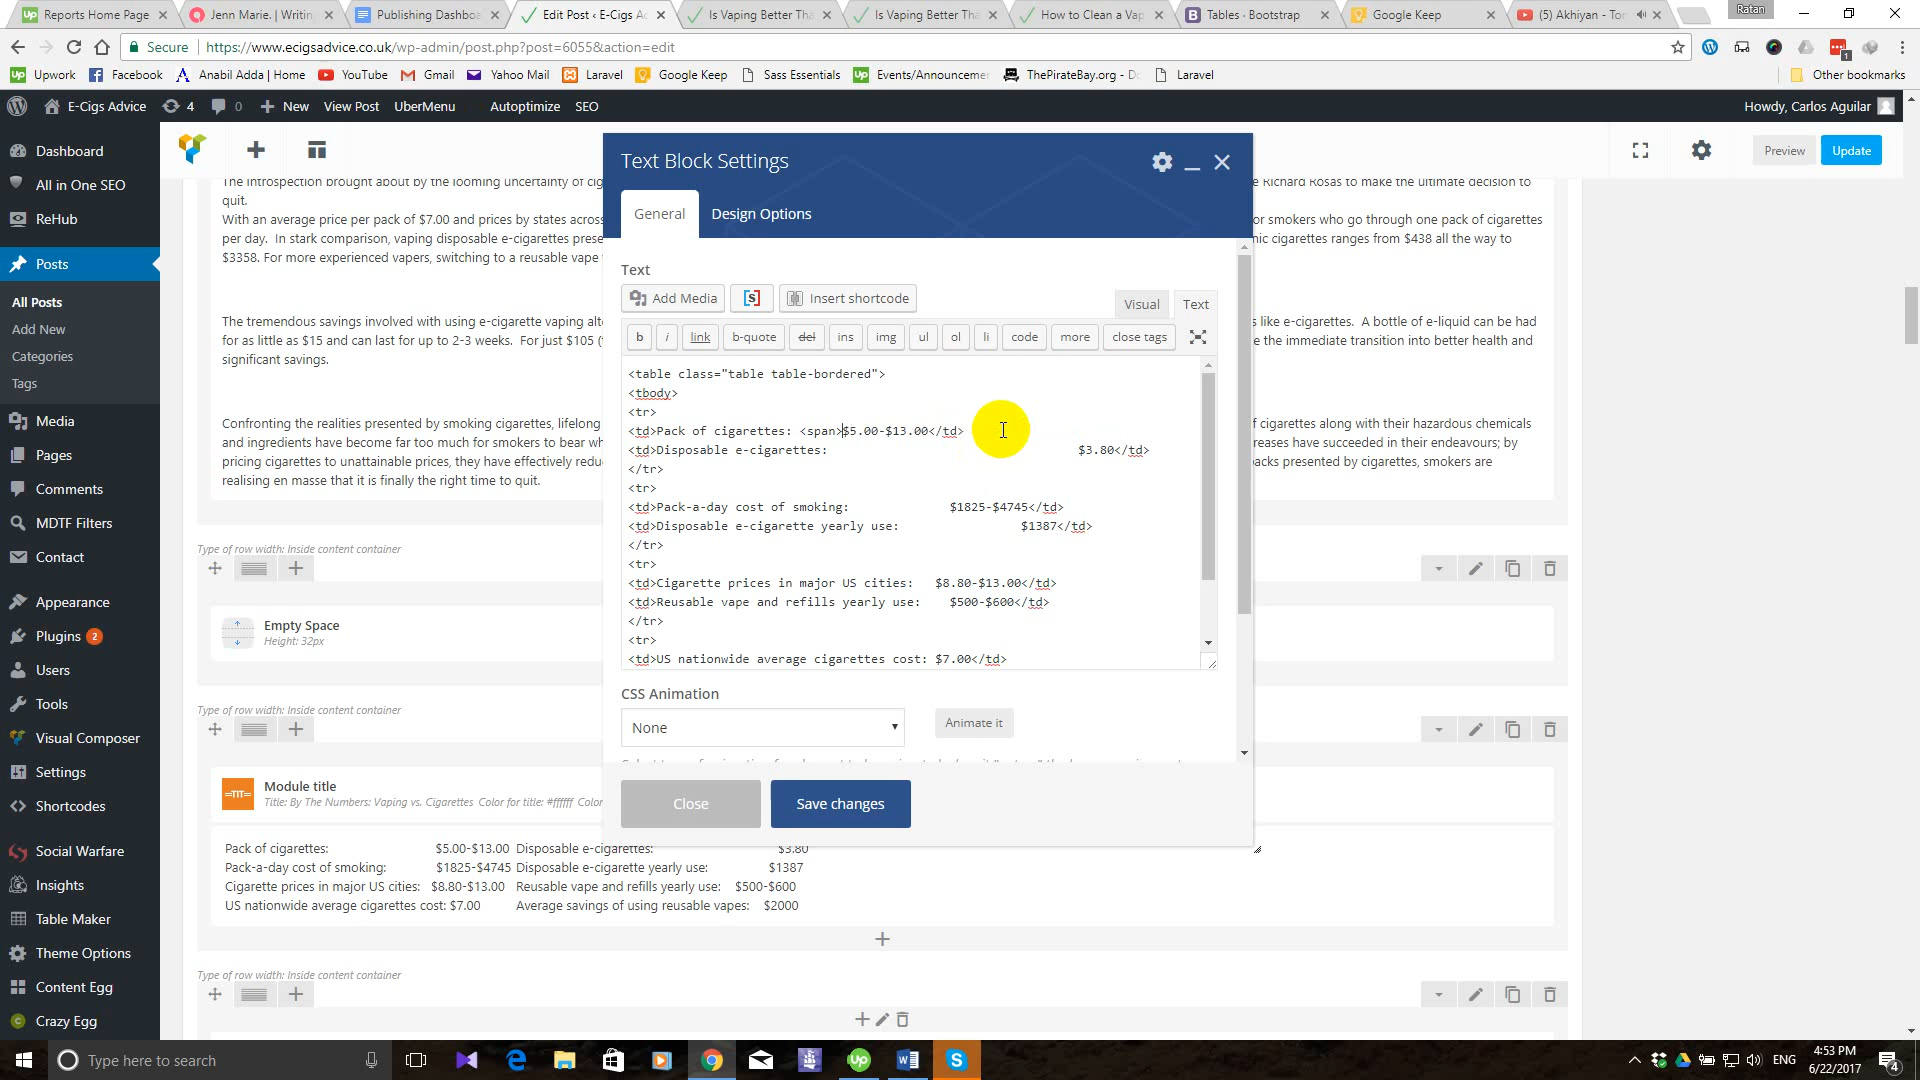 Reports Home Page
Jenn Marie. | Writin
Publishing Dashboa
Edit Post ‹ E-Cigs A
Is Vaping Better Tha
Is Vaping Better Tha
How to Clean a Vap
Tables · Bootstrap
Google Keep
(5) Akhiyan - To
Ratan
Secure
https://www.ecigsadvice.co.uk/wp-admin/post.php?post=6055&action=edit
Upwork
Facebook
Anabil Adda | Home
YouTube
Gmail
Yahoo Mail
Laravel
Google Keep
Sass Essentials
Events/Announceme
ThePirateBay.org - D
Laravel
Other bookmarks
E-Cigs Advice
4
0
New
View Post
UberMenu
Autoptimize
SEO
Howdy, Carlos Aguilar
Dashboard
All in One SEO
ReHub
Posts
All Posts
Add New
Categories
Tags
Media
Pages
Comments
MDTF Filters
Contact
Appearance
Plugins 2
Users
Tools
Visual Composer
Settings
Shortcodes
Social Warfare
Insights
Table Maker
Theme Options
Content Egg
Crazy Egg
Preview
Update
The introspection brought about by the looming uncertainty of cig
e Richard Rosas to make the ultimate decision to
quit.
With an average price per pack of $7.00 and prices by states across
or smokers who go through one pack of cigarettes
per day. In stark comparison, vaping disposable e-cigarettes prese
nic cigarettes ranges from $438 all the way to
$3358. For more experienced vapers, switching to a reusable vape
The tremendous savings involved with using e-cigarette vaping alt
s like e-cigarettes. A bottle of e-liquid can be had
for as little as $15 and can last for up to 2-3 weeks. For just $105 (
e the immediate transition into better health and
significant savings.
Confronting the realities presented by smoking cigarettes, lifelong
f cigarettes along with their hazardous chemicals
and ingredients have become far too much for smokers to bear wh
reases have succeeded in their endeavours; by
pricing cigarettes to unattainable prices, they have effectively redu
acks presented by cigarettes, smokers are
realising en masse that it is finally the right time to quit.
Type of row width: Inside content container
Empty Space
Height: 32px
Type of row width: Inside content container
Module title
Title: By The Numbers: Vaping vs. Cigarettes Color for title: #ffffff Color
Pack of cigarettes: $5.00-$13.00 Disposable e-cigarettes: $3.80
Pack-a-day cost of smoking: $1825-$4745 Disposable e-cigarette yearly use: $1387
Cigarette prices in major US cities: $8.80-$13.00 Reusable vape and refills yearly use: $500-$600
US nationwide average cigarettes cost: $7.00 Average savings of using reusable vapes: $2000
Type of row width: Inside content container
Text Block Settings
General
Design Options
Text
Add Media
[S]
Insert shortcode
Visual
Text
b
i
link
b-quote
del
ins
img
ul
ol
li
code
more
close tags
<table class="table table-bordered">
<tbody>
<tr>
<td>Pack of cigarettes: <span>$5.00-$13.00</td>
<td>Disposable e-cigarettes: $3.80</td>
</tr>
<tr>
<td>Pack-a-day cost of smoking: $1825-$4745</td>
<td>Disposable e-cigarette yearly use: $1387</td>
</tr>
<tr>
<td>Cigarette prices in major US cities: $8.80-$13.00</td>
<td>Reusable vape and refills yearly use: $500-$600</td>
</tr>
<tr>
<td>US nationwide average cigarettes cost: $7.00</td>
CSS Animation
None
Animate it
Close
Save changes
Type here to search
ENG
4:53 PM
6/22/2017
4